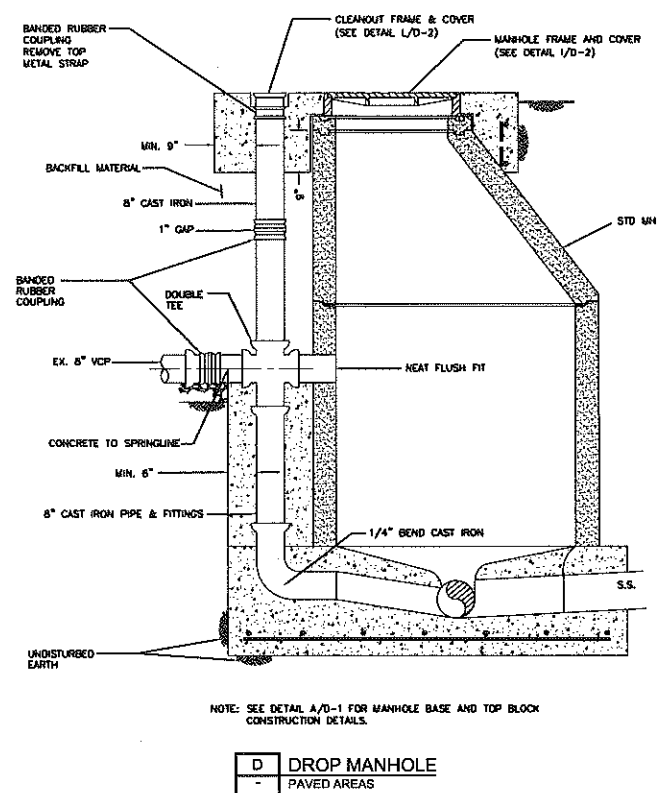 BANDED RUBBER
COUPLING
REMOVE TOP
METAL STRAP
CLEANOUT FRAME & COVER
(SEE DETAIL L/D-2)
MANHOLE FRAME AND COVER
(SEE DETAIL I/D-2)
MIN. 9"
BACKFILL MATERIAL
8" CAST IRON
6"
1" GAP
STD MH
BANDED
RUBBER
COUPLING
DOUBLE
TEE
EX. 8" VCP
NEAT FLUSH FIT
CONCRETE TO SPRINGLINE
MIN. 6"
8" CAST IRON PIPE & FITTINGS
1/4" BEND CAST IRON
S.S.
UNDISTURBED
EARTH
NOTE: SEE DETAIL A/D-1 FOR MANHOLE BASE AND TOP BLOCK
CONSTRUCTION DETAILS.
D DROP MANHOLE
- PAVED AREAS